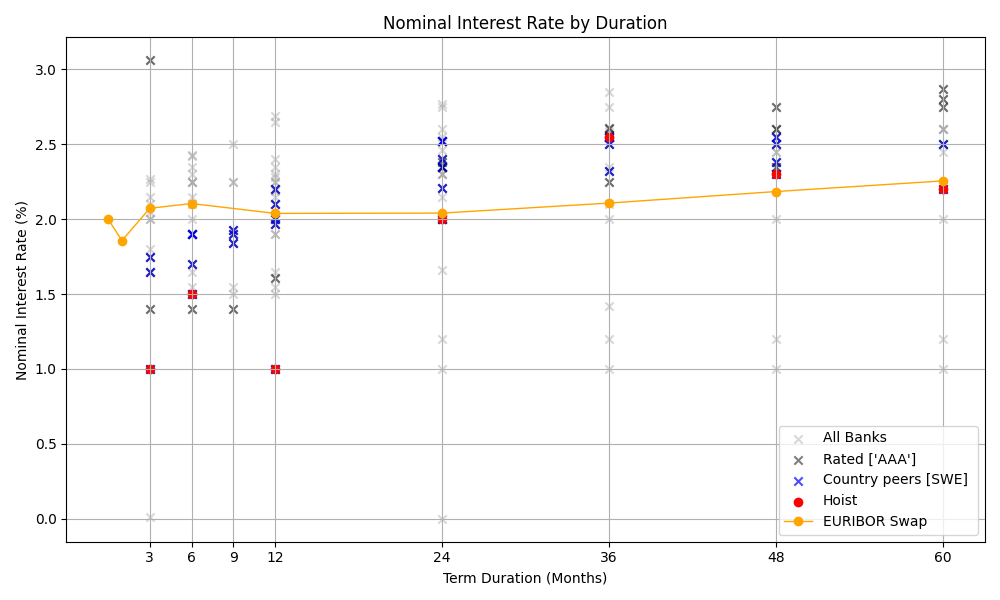 Nominal Interest Rate by Duration
Nominal Interest Rate (%)
3.0
2.5
2.0
1.5
1.0
0.5
0.0
3 6 9 12 24 36 48 60
Term Duration (Months)
All Banks
Rated ['AAA']
Country peers [SWE]
Hoist
EURIBOR Swap